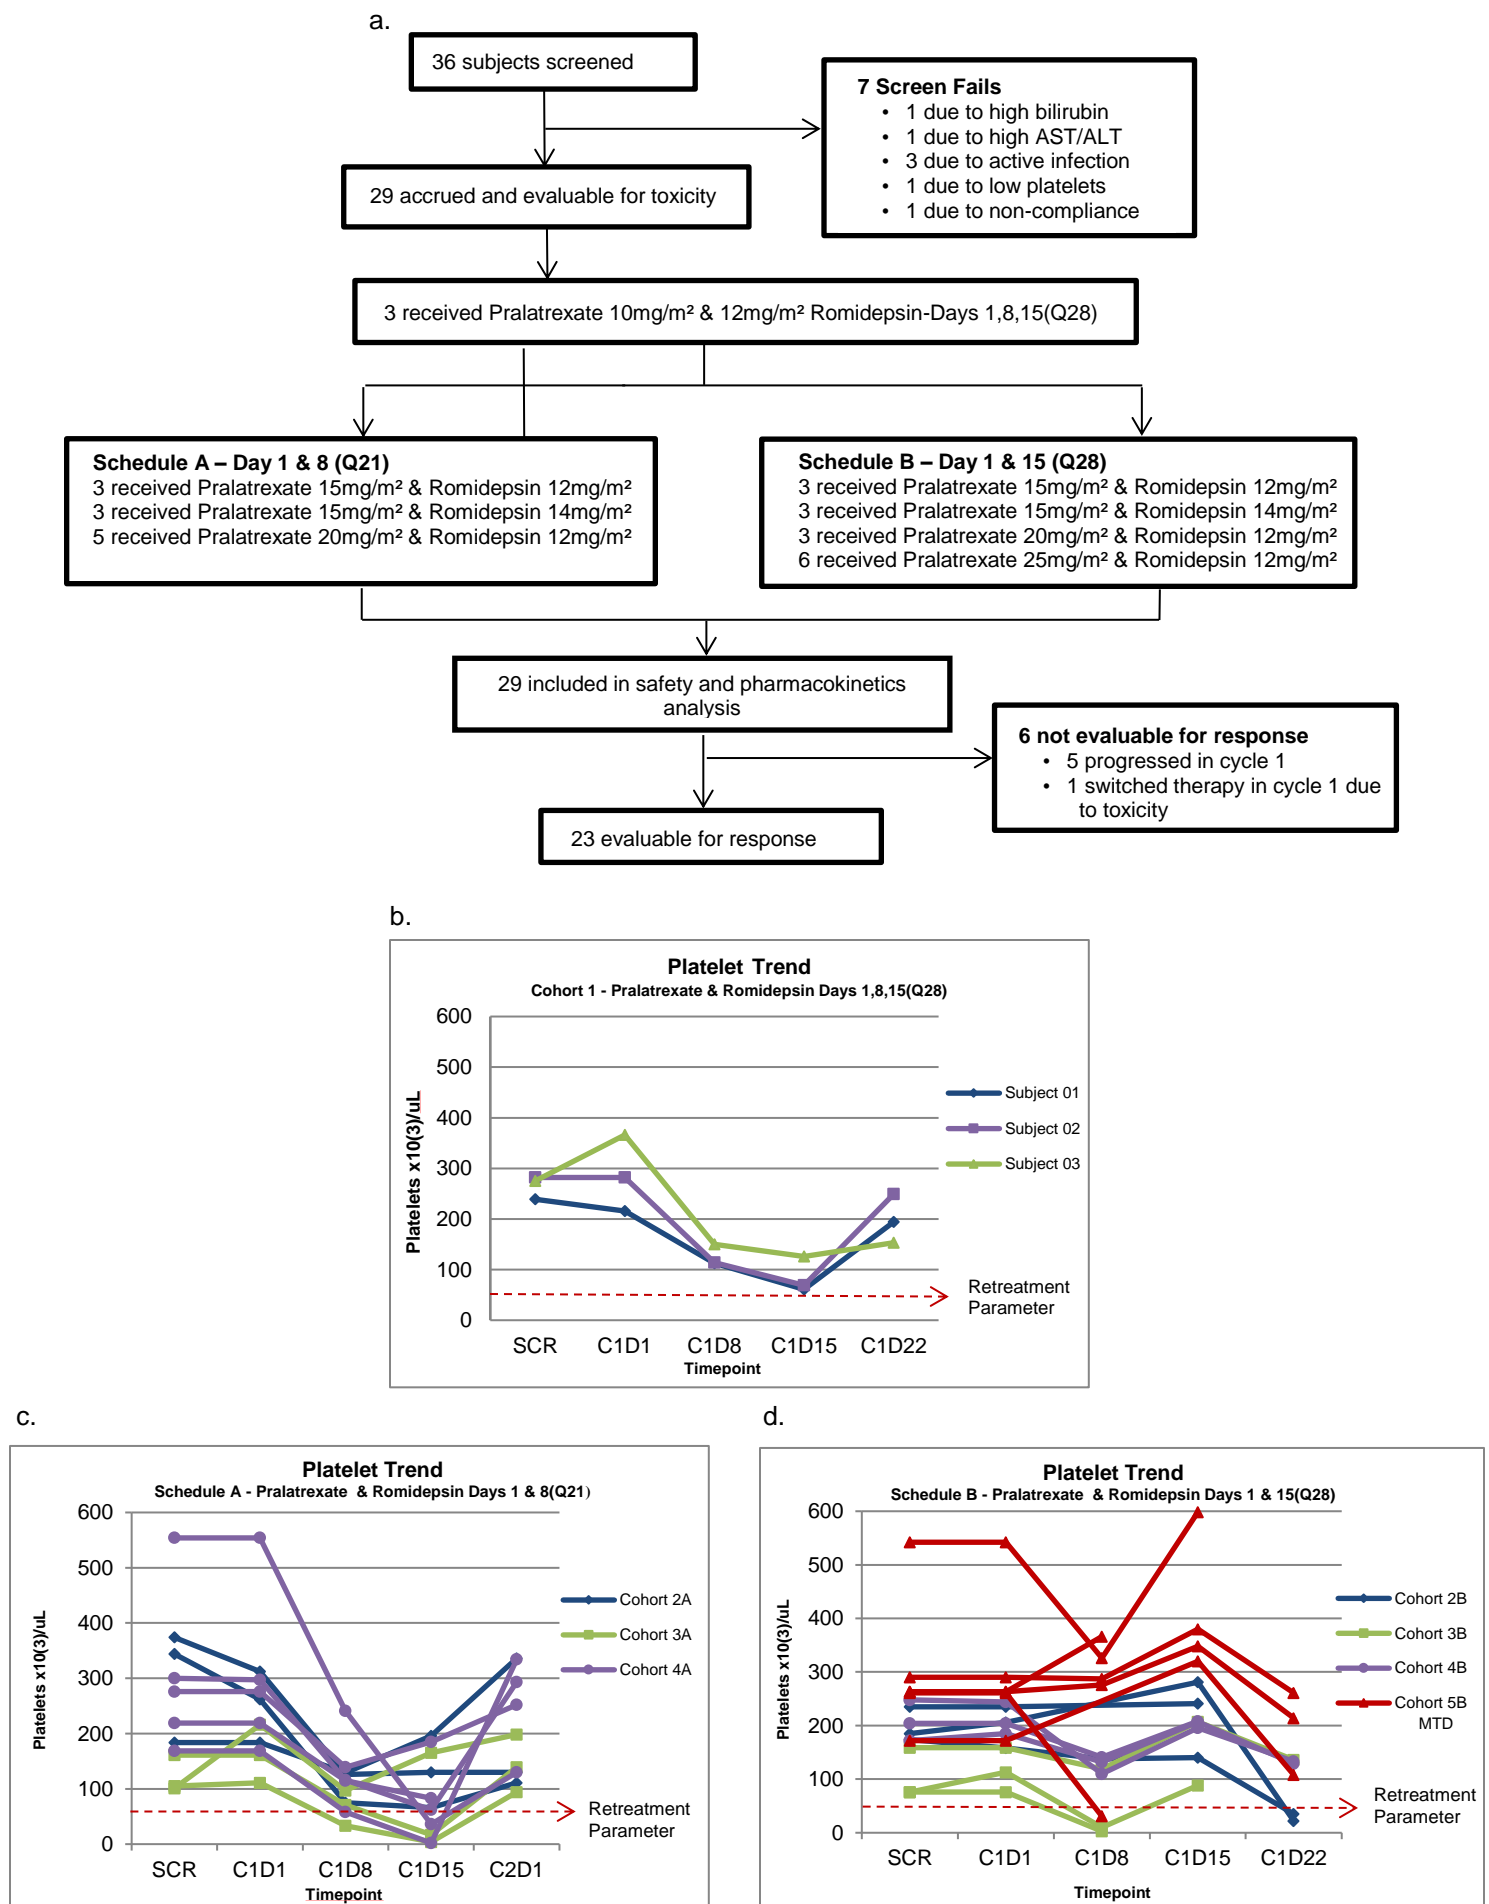 a.
36 subjects screened
7 Screen Fails
• 1 due to high bilirubin
• 1 due to high AST/ALT
• 3 due to active infection
• 1 due to low platelets
• 1 due to non-compliance
29 accrued and evaluable for toxicity
3 received Pralatrexate 10mg/m² & 12mg/m² Romidepsin-Days 1,8,15(Q28)
Schedule A – Day 1 & 8 (Q21)
3 received Pralatrexate 15mg/m² & Romidepsin 12mg/m²
3 received Pralatrexate 15mg/m² & Romidepsin 14mg/m²
5 received Pralatrexate 20mg/m² & Romidepsin 12mg/m²
Schedule B – Day 1 & 15 (Q28)
3 received Pralatrexate 15mg/m² & Romidepsin 12mg/m²
3 received Pralatrexate 15mg/m² & Romidepsin 14mg/m²
3 received Pralatrexate 20mg/m² & Romidepsin 12mg/m²
6 received Pralatrexate 25mg/m² & Romidepsin 12mg/m²
29 included in safety and pharmacokinetics
analysis
6 not evaluable for response
• 5 progressed in cycle 1
• 1 switched therapy in cycle 1 due
to toxicity
23 evaluable for response
b.
Platelet Trend
Cohort 1 - Pralatrexate & Romidepsin Days 1,8,15(Q28)
Platelets x10(3)/uL
600
500
400
300
200
100
0
SCR C1D1 C1D8 C1D15 C1D22
Timepoint
Subject 01
Subject 02
Subject 03
Retreatment
Parameter
c.
Platelet Trend
Schedule A - Pralatrexate & Romidepsin Days 1 & 8(Q21)
Platelets x10(3)/uL
600
500
400
300
200
100
0
SCR C1D1 C1D8 C1D15 C2D1
Timepoint
Cohort 2A
Cohort 3A
Cohort 4A
Retreatment
Parameter
d.
Platelet Trend
Schedule B - Pralatrexate & Romidepsin Days 1 & 15(Q28)
Platelets x10(3)/uL
600
500
400
300
200
100
0
SCR C1D1 C1D8 C1D15 C1D22
Timepoint
Cohort 2B
Cohort 3B
Cohort 4B
Cohort 5B
MTD
Retreatment
Parameter